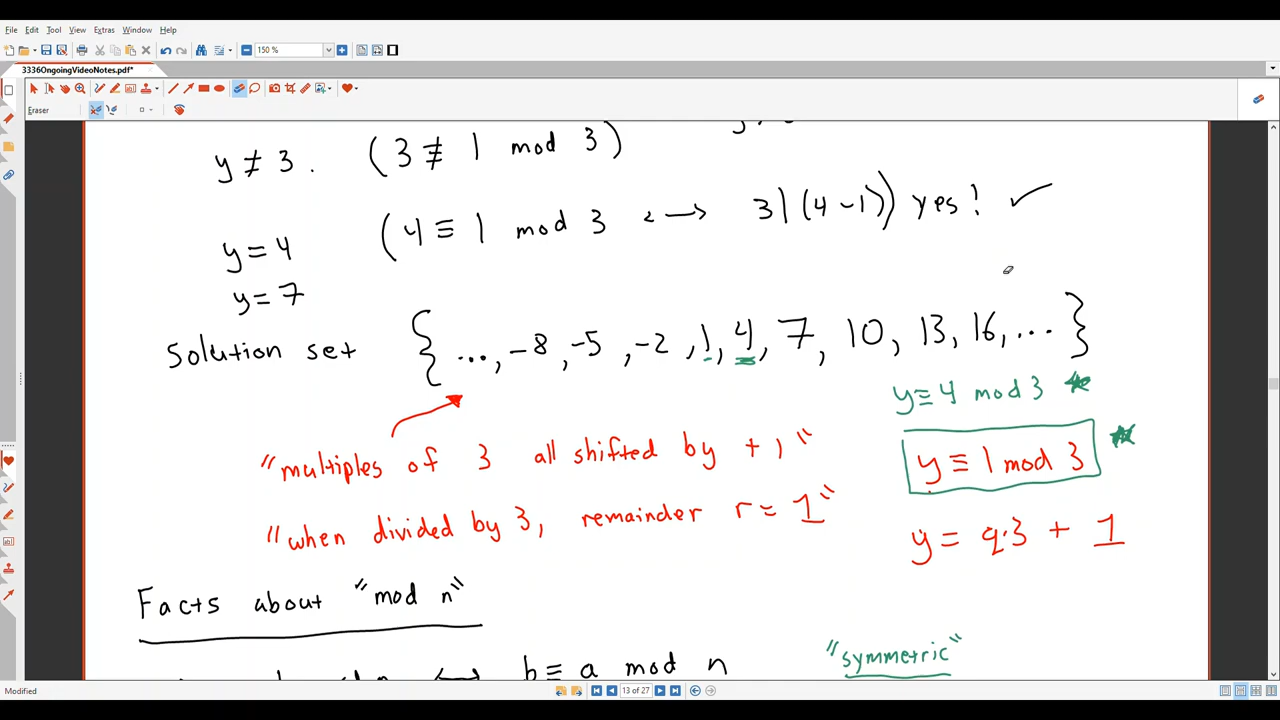 File Edit Tool View Extras Window Help
150 %
3336OngoingVideoNotes.pdf*
Eraser
y ≠ 3. (3 ≢ 1 mod 3)
(4 ≡ 1 mod 3 ↔ 3|(4-1)) yes! ✓
y = 4
y = 7
Solution set { ..., -8, -5, -2, 1, 4, 7, 10, 13, 16, ... }
y ≡ 4 mod 3
"multiples of 3 all shifted by +1"
y ≡ 1 mod 3
"when divided by 3, remainder r = 1"
y = q·3 + 1
Facts about "mod n"
"symmetric"
b ≡ a mod n
Modified
13 of 27
150 %